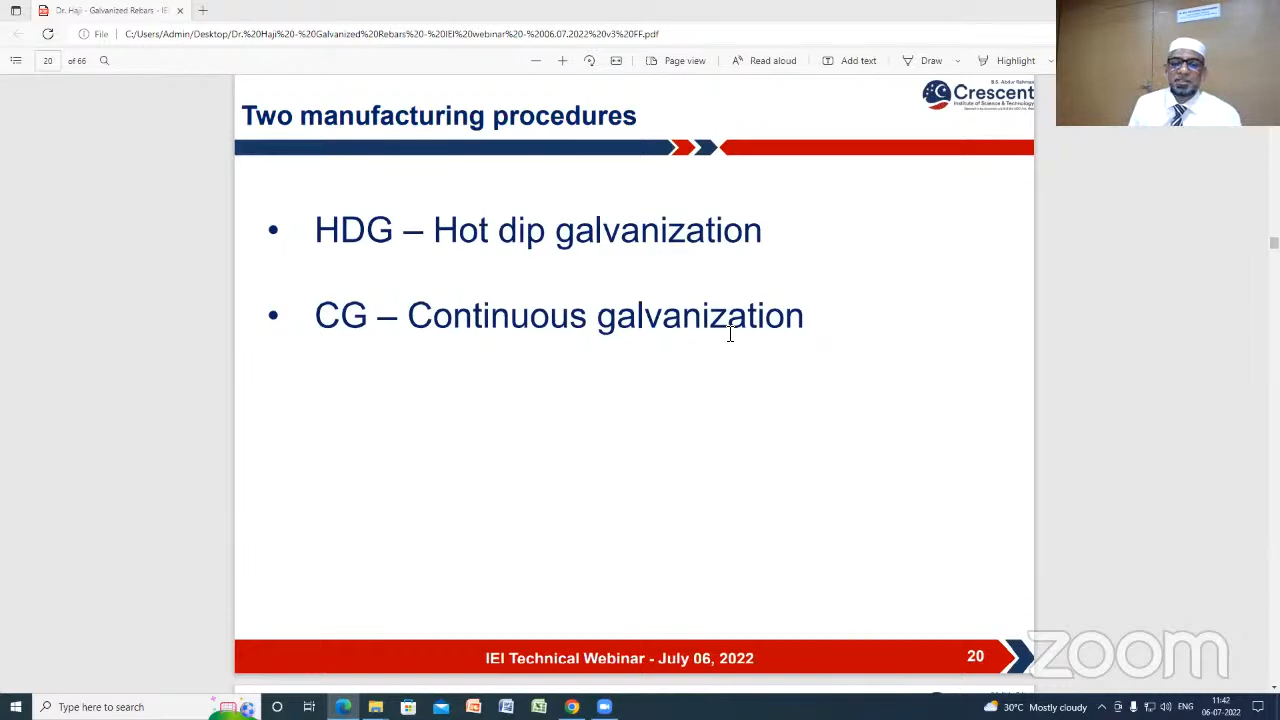 Dr. Haji - Galvanized Rebars - IEI
File C:/Users/Admin/Desktop/Dr.%20Haji%20-%20Galvanized%20Rebars%20-%20IEI%20webinar%20-%2006.07.2022%20v3%20FF.pdf
20 of 66 Page view Read aloud Add text Draw Highlight
B.S. Abdur Rahman
Crescent
Institute of Science & Technology
Two manufacturing procedures
• HDG – Hot dip galvanization
• CG – Continuous galvanization
IEI Technical Webinar - July 06, 2022
20
zoom
Type here to search
30°C Mostly cloudy
ENG
11:42
06-07-2022